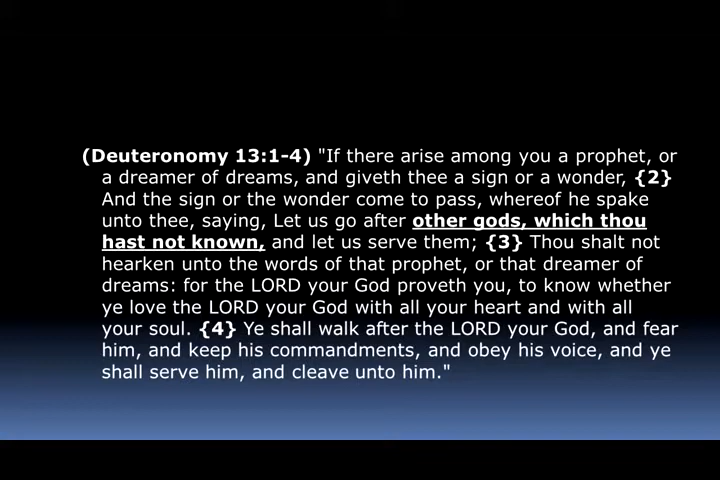 (Deuteronomy 13:1-4) "If there arise among you a prophet, or
a dreamer of dreams, and giveth thee a sign or a wonder, {2}
And the sign or the wonder come to pass, whereof he spake
unto thee, saying, Let us go after other gods, which thou
hast not known, and let us serve them; {3} Thou shalt not
hearken unto the words of that prophet, or that dreamer of
dreams: for the LORD your God proveth you, to know whether
ye love the LORD your God with all your heart and with all
your soul. {4} Ye shall walk after the LORD your God, and fear
him, and keep his commandments, and obey his voice, and ye
shall serve him, and cleave unto him."